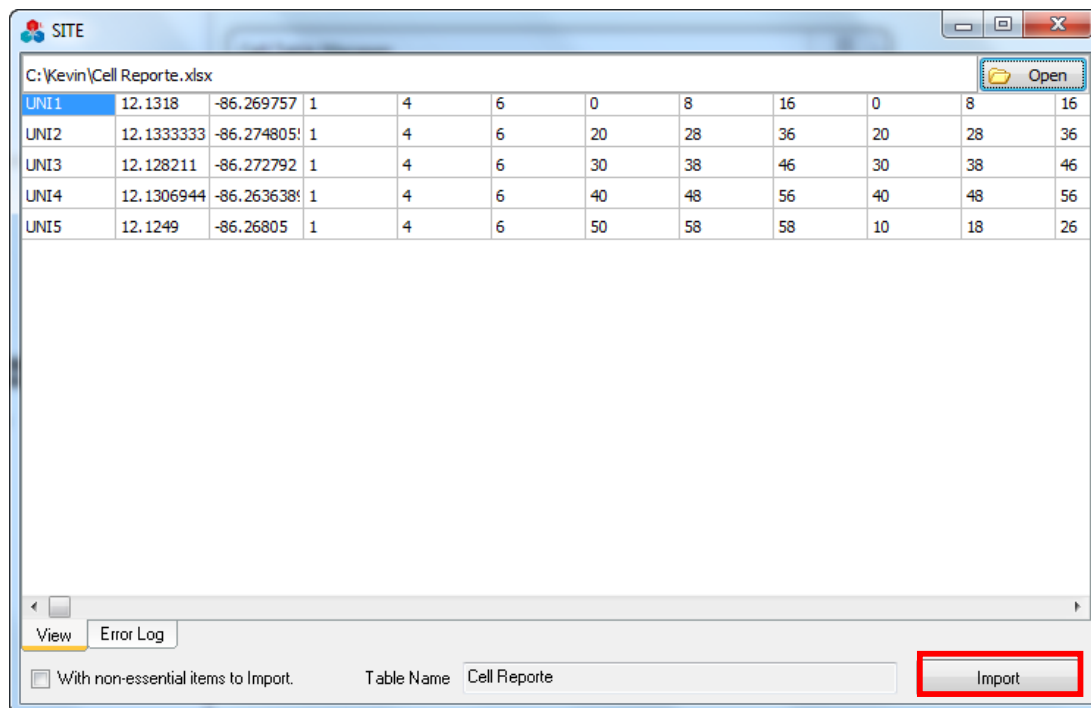 SITE
C:\Kevin\Cell Reporte.xlsx Open
UNI1 12.1318 -86.269757 1 4 6 0 8 16 0 8 16
UNI2 12.1333333 -86.2748055 1 4 6 20 28 36 20 28 36
UNI3 12.128211 -86.272792 1 4 6 30 38 46 30 38 46
UNI4 12.1306944 -86.2636389 1 4 6 40 48 56 40 48 56
UNI5 12.1249 -86.26805 1 4 6 50 58 58 10 18 26
View Error Log
With non-essential items to Import. Table Name Cell Reporte Import